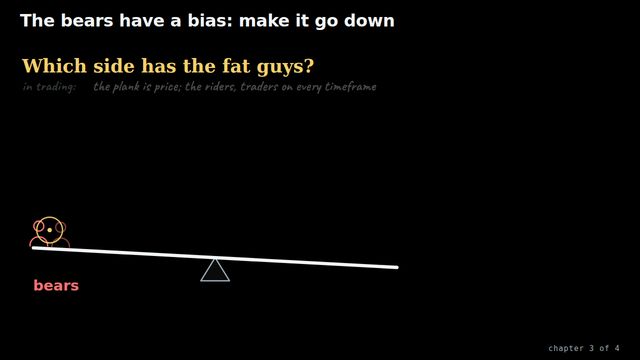 The bears have a bias: make it go down
Which side has the fat guys?
in trading: the plank is price; the riders, traders on every timeframe
bears
chapter 3 of 4